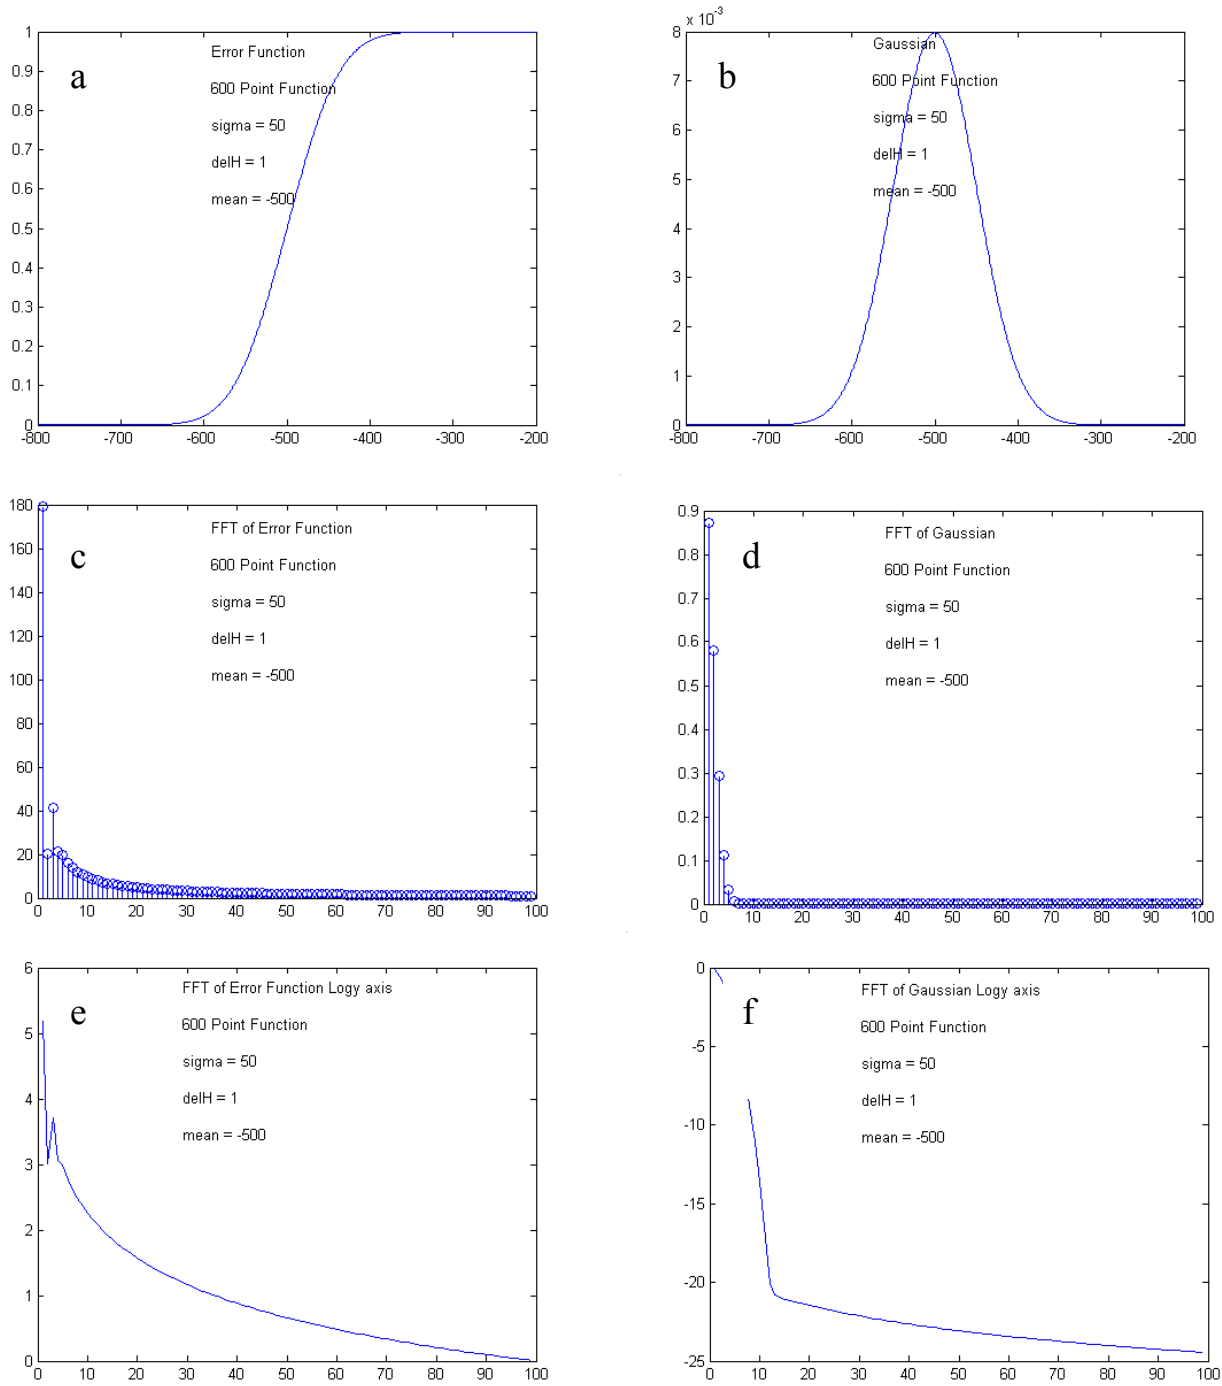 a
Error Function
600 Point Function
sigma = 50
delH = 1
mean = -500
1
0.9
0.8
0.7
0.6
0.5
0.4
0.3
0.2
0.1
0
-800 -700 -600 -500 -400 -300 -200
b
x 10-3
Gaussian
600 Point Function
sigma = 50
delH = 1
mean = -500
8
7
6
5
4
3
2
1
0
-800 -700 -600 -500 -400 -300 -200
c
FFT of Error Function
600 Point Function
sigma = 50
delH = 1
mean = -500
180
160
140
120
100
80
60
40
20
0
0 10 20 30 40 50 60 70 80 90 100
d
FFT of Gaussian
600 Point Function
sigma = 50
delH = 1
mean = -500
0.9
0.8
0.7
0.6
0.5
0.4
0.3
0.2
0.1
0
0 10 20 30 40 50 60 70 80 90 100
e
FFT of Error Function Logy axis
600 Point Function
sigma = 50
delH = 1
mean = -500
6
5
4
3
2
1
0
0 10 20 30 40 50 60 70 80 90 100
f
FFT of Gaussian Logy axis
600 Point Function
sigma = 50
delH = 1
mean = -500
0
-5
-10
-15
-20
-25
0 10 20 30 40 50 60 70 80 90 100